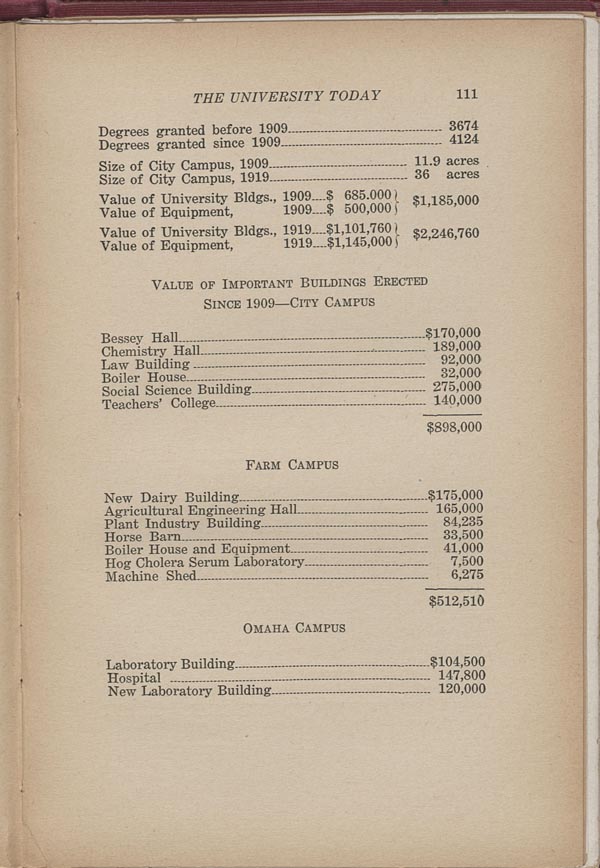 THE UNIVERSITY TODAY 111
Degrees granted before 1909 3674
Degrees granted since 1909 4124
Size of City Campus, 1909 11.9 acres
Size of City Campus, 1919 36 acres
Value of University Bldgs., 1909 $ 685.000
Value of Equipment, 1909 $ 500,000 } $1,185,000
Value of University Bldgs., 1919 $1,101,760
Value of Equipment, 1919 $1,145,000 } $2,246,760
VALUE OF IMPORTANT BUILDINGS ERECTED
SINCE 1909—CITY CAMPUS
Bessey Hall $170,000
Chemistry Hall 189,000
Law Building 92,000
Boiler House 32,000
Social Science Building 275,000
Teachers' College 140,000
$898,000
FARM CAMPUS
New Dairy Building $175,000
Agricultural Engineering Hall 165,000
Plant Industry Building 84,235
Horse Barn 33,500
Boiler House and Equipment 41,000
Hog Cholera Serum Laboratory 7,500
Machine Shed 6,275
$512,510
OMAHA CAMPUS
Laboratory Building $104,500
Hospital 147,800
New Laboratory Building 120,000